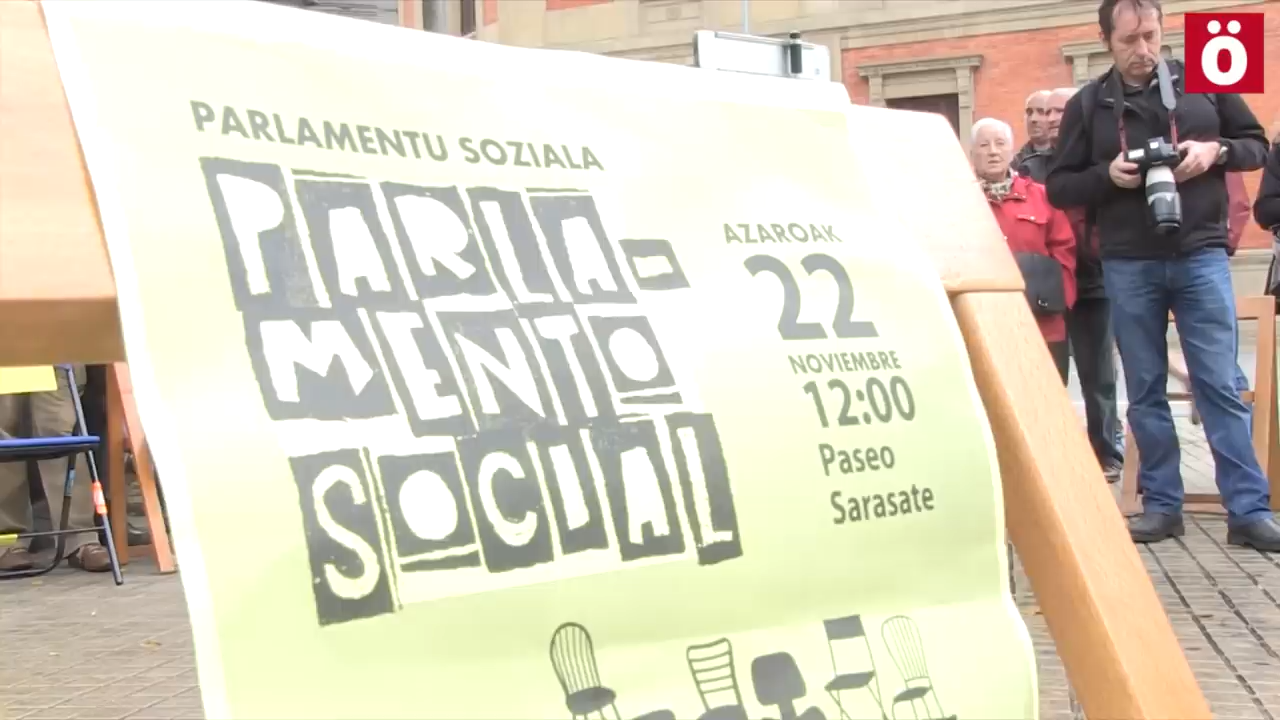 PARLAMENTU SOZIALA
PARLA-
MENTO
SOCIAL
AZAROAK
22
NOVIEMBRE
12:00
Paseo
Sarasate
ö